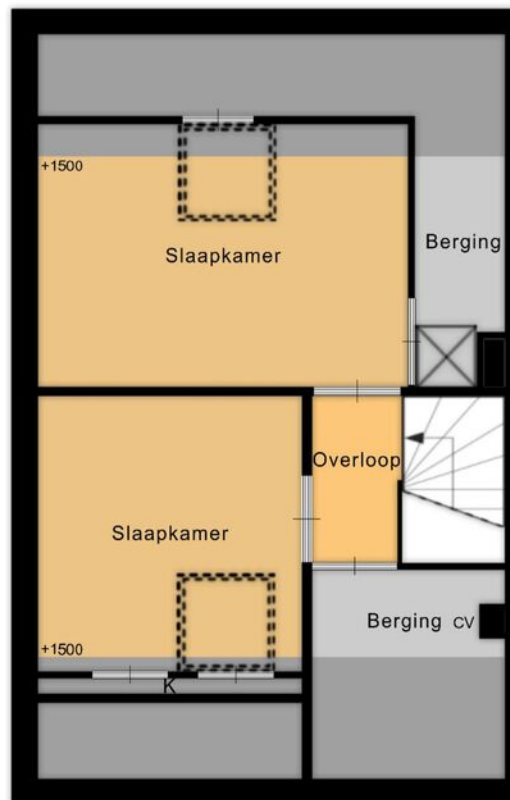 +1500
Berging
Slaapkamer
Overloop
Slaapkamer
Berging CV
+1500
K